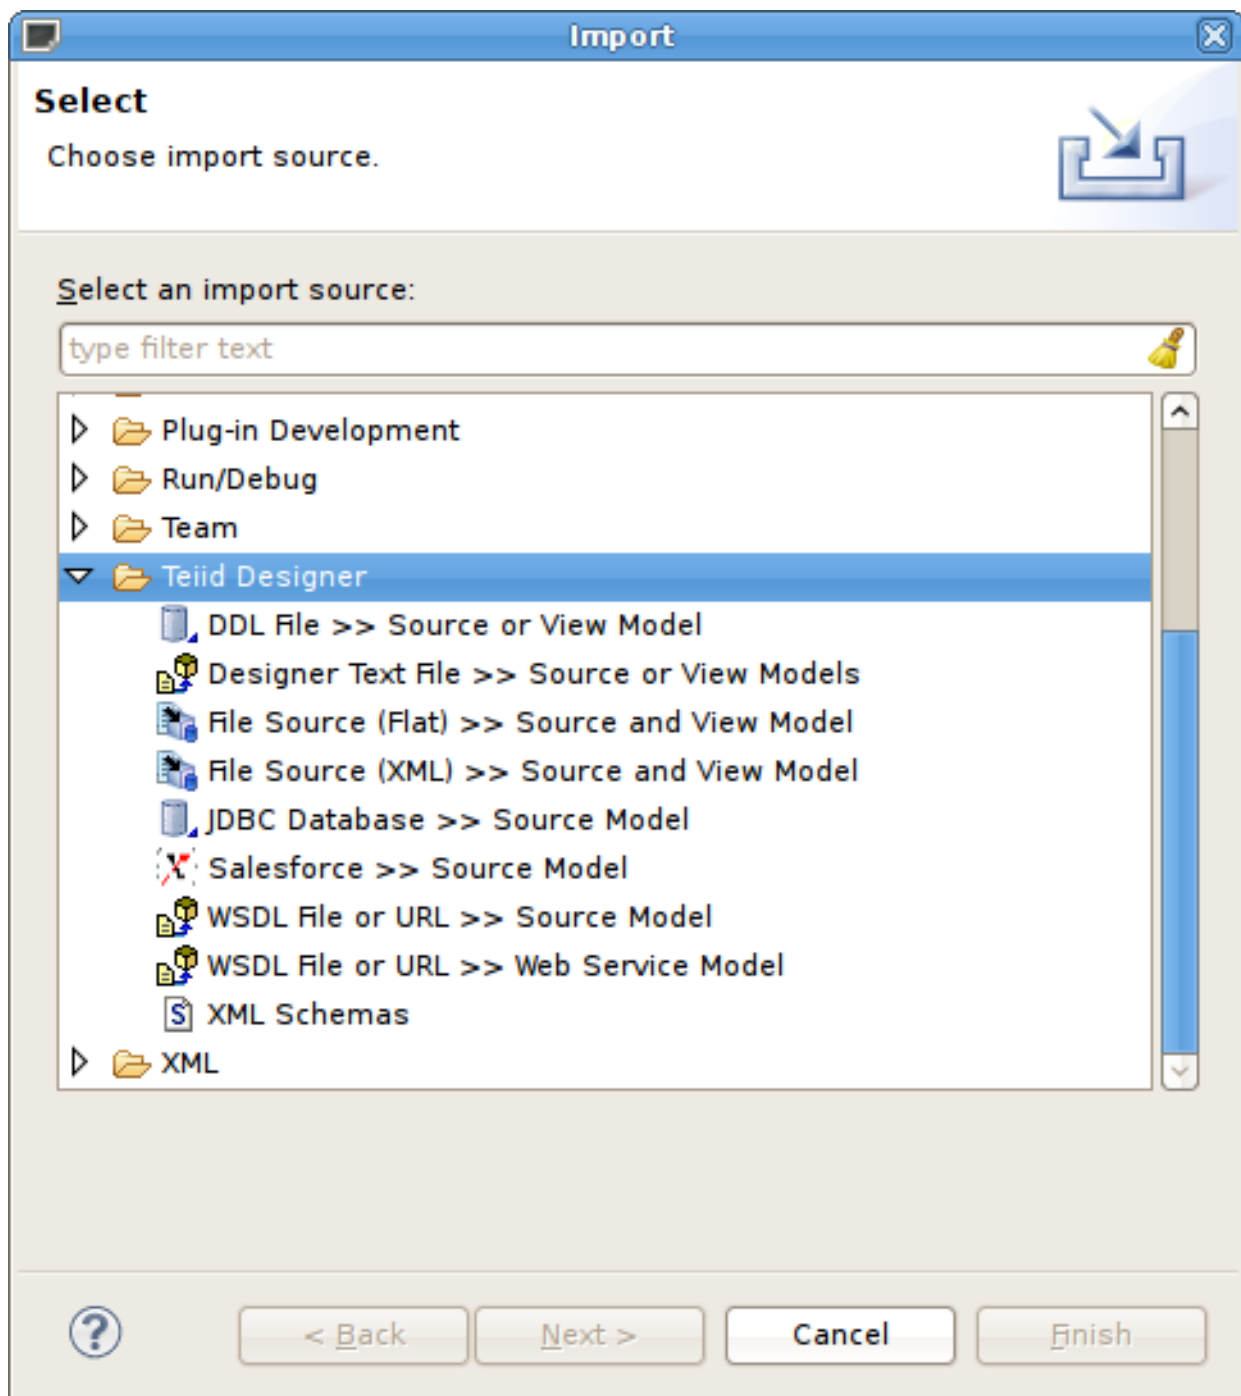 Import
Select
Choose import source.
Select an import source:
type filter text
Plug-in Development
Run/Debug
Team
Teiid Designer
DDL File >> Source or View Model
Designer Text File >> Source or View Models
File Source (Flat) >> Source and View Model
File Source (XML) >> Source and View Model
JDBC Database >> Source Model
Salesforce >> Source Model
WSDL File or URL >> Source Model
WSDL File or URL >> Web Service Model
XML Schemas
XML
< Back Next > Cancel Finish